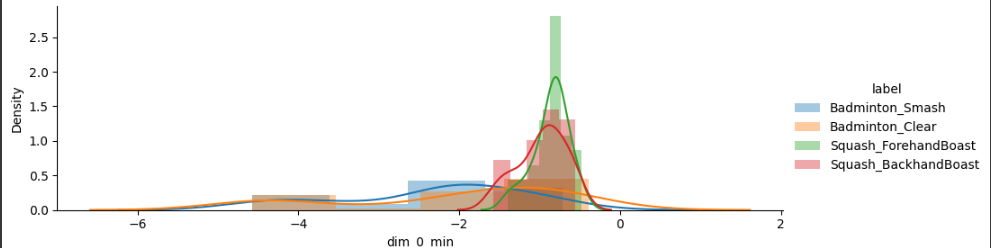 2.5
2.0
1.5
1.0
0.5
0.0
Density
−6
−4
−2
0
2
dim_0_min
label
Badminton_Smash
Badminton_Clear
Squash_ForehandBoast
Squash_BackhandBoast